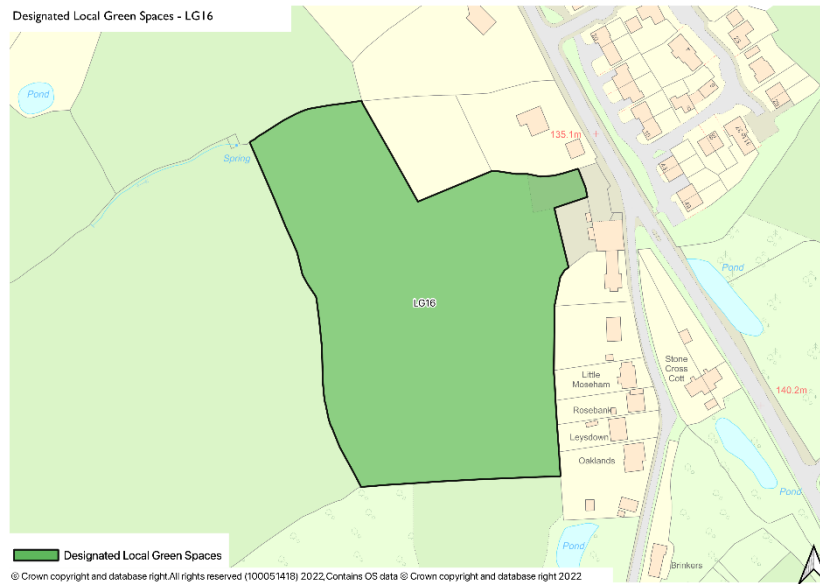 Designated Local Green Spaces - LG16
Pond
135.1m
Spring
Pond
LG16
Stone
Cross
Cott
Little
Moseham
140.2m
Rosebank
Leysdown
Oaklands
Pond
Pond
Brinkers
Designated Local Green Spaces
© Crown copyright and database right.All rights reserved (100051418) 2022,Contains OS data © Crown copyright and database right 2022